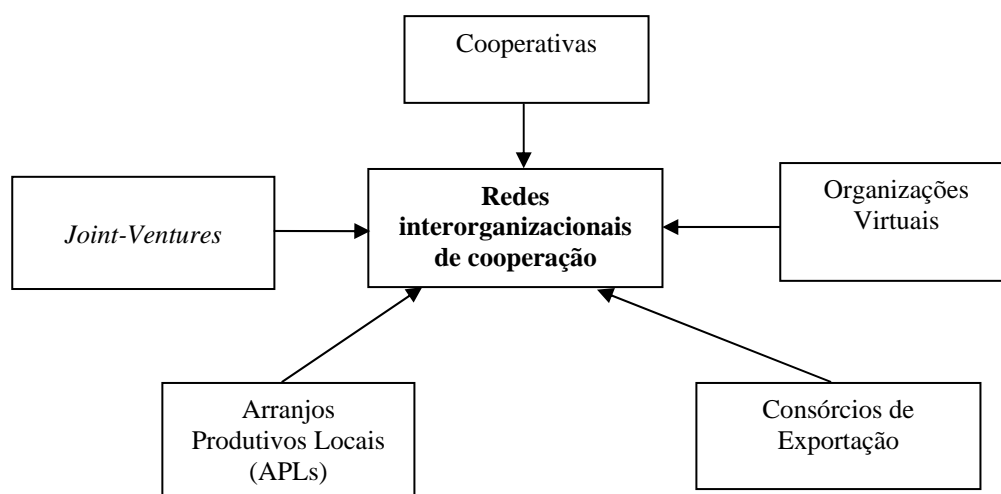 Cooperativas
Joint-Ventures
Redes
interorganizacionais
de cooperação
Organizações
Virtuais
Arranjos
Produtivos Locais
(APLs)
Consórcios de
Exportação